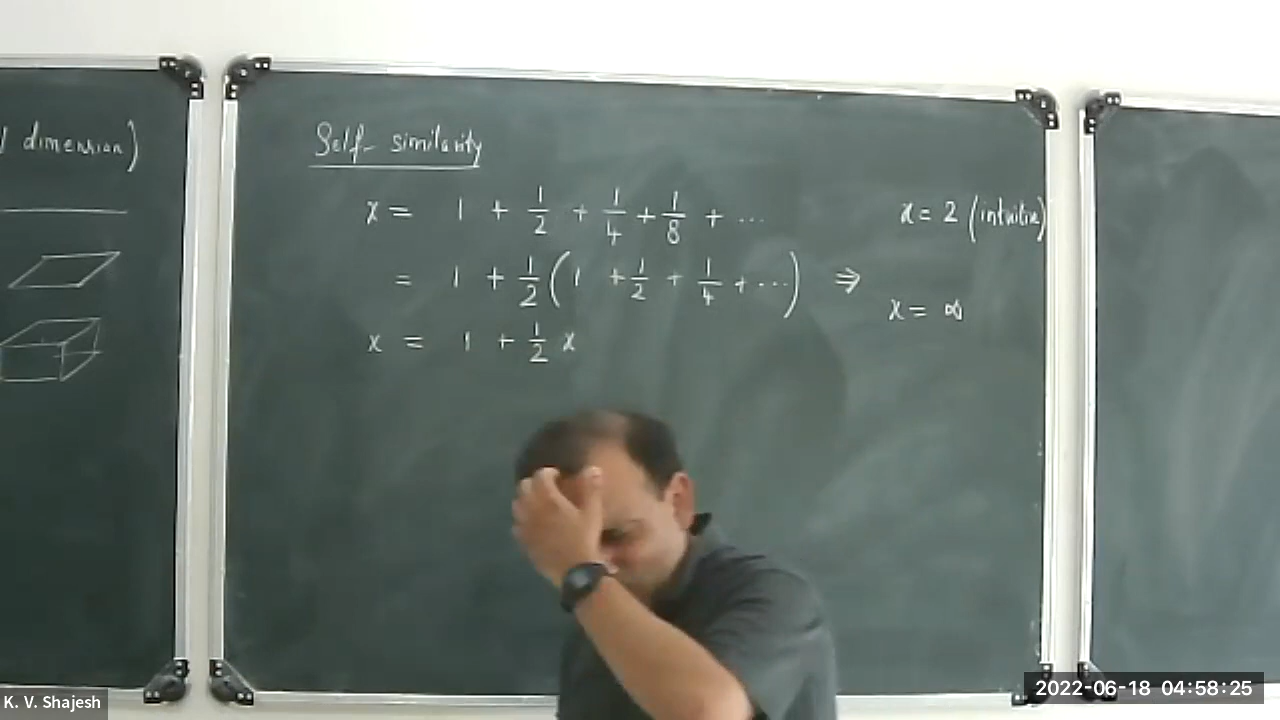 dimension)
Self-similarity
x = 1 + 1/2 + 1/4 + 1/8 + ...
x = 2 (intuitive)
= 1 + 1/2 (1 + 1/2 + 1/4 + ...) ⇒
x = ∞
x = 1 + 1/2 x
K. V. Shajesh
2022-06-18 04:58:25